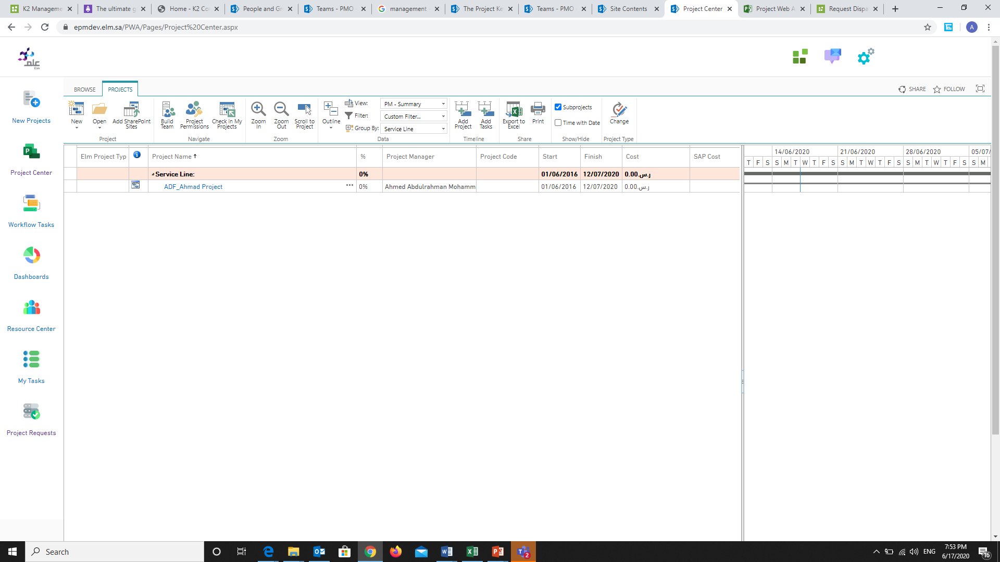 K2 Manageme
The ultimate g
Home - K2 Co
People and Gr
Teams - PMO
management -
The Project Ke
Teams - PMO
Site Contents
Project Center
Project Web A
Request Dispa
epmdev.elm.sa/PWA/Pages/Project%20Center.aspx
A
علم
Elm
BROWSE
PROJECTS
SHARE
FOLLOW
New
Open
Add SharePoint Sites
Project
Build Team
Project Permissions
Check in My Projects
Navigate
Zoom In
Zoom Out
Scroll to Project
Zoom
Outline
View: PM - Summary
Filter: Custom Filter...
Group By: Service Line
Data
Add Project
Add Tasks
Timeline
Export to Excel
Print
Share
Subprojects
Time with Date
Show/Hide
Change
Project Type
New Projects
Project Center
Workflow Tasks
Dashboards
Resource Center
My Tasks
Project Requests
Elm Project Typ
Project Name
%
Project Manager
Project Code
Start
Finish
Cost
SAP Cost
14/06/2020 21/06/2020 28/06/2020 05/07/
T F S S M T W T F S S M T W T F S S M T W T F S S M
Service Line: 0% 01/06/2016 12/07/2020 ر.س.0.00
ADF_Ahmad Project ... 0% Ahmed Abdulrahman Mohamm 01/06/2016 12/07/2020 ر.س.0.00
Search
2
ENG
7:53 PM
6/17/2020
16